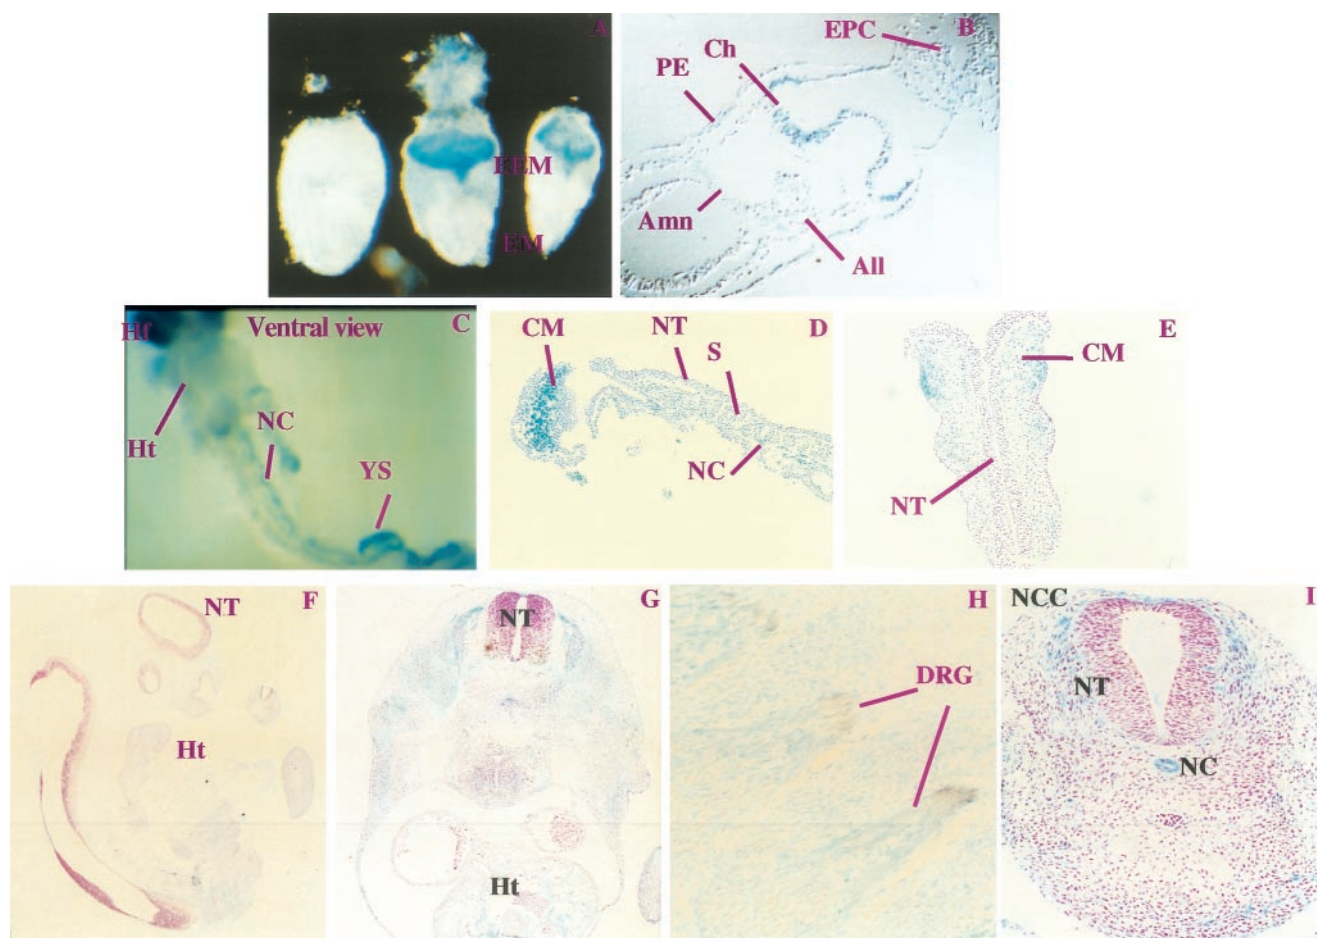 A
EEM
EM
EPC
B
Ch
PE
Amn
All
Hf
Ventral view
C
Ht
NC
YS
CM
NT
D
S
NC
E
CM
NT
NT
F
Ht
NT
G
Ht
H
DRG
NCC
I
NT
NC